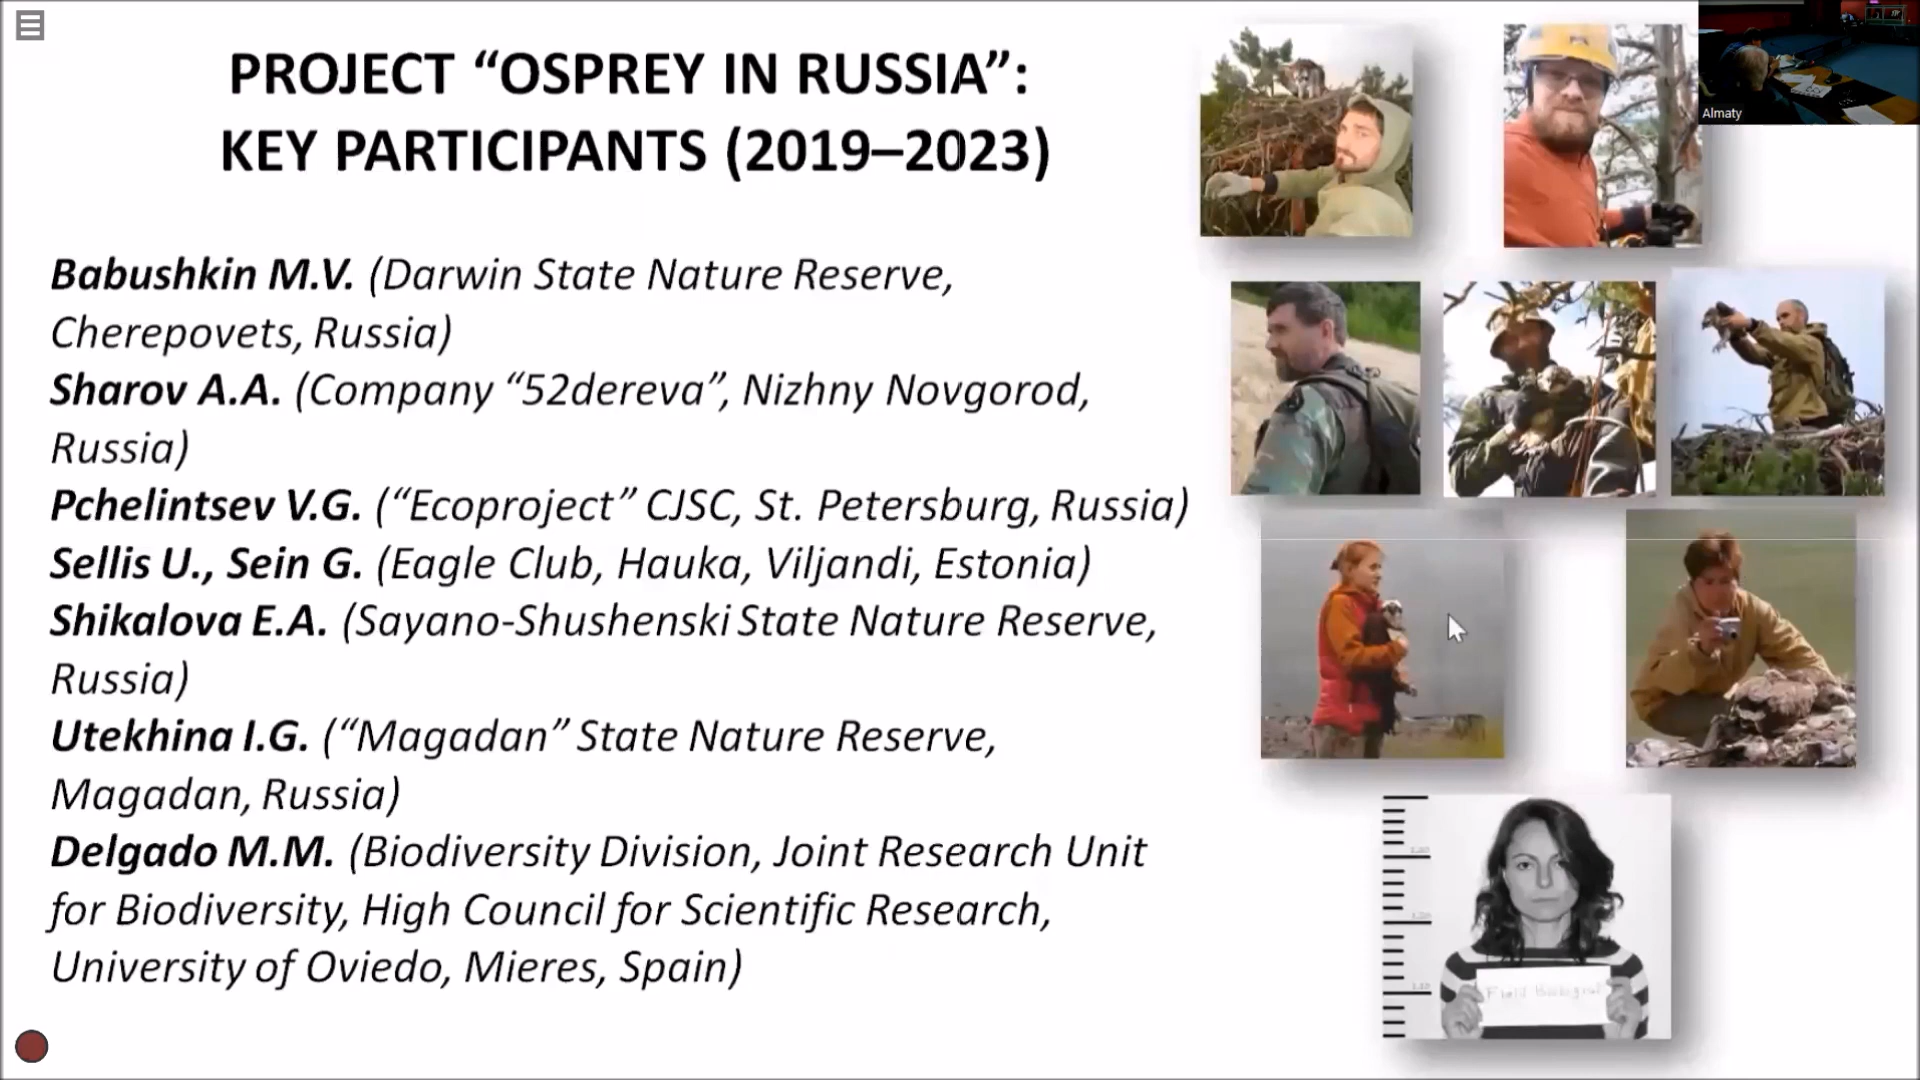 PROJECT “OSPREY IN RUSSIA”:
KEY PARTICIPANTS (2019–2023)
Almaty
Babushkin M.V. (Darwin State Nature Reserve,
Cherepovets, Russia)
Sharov A.A. (Company “52dereva”, Nizhny Novgorod,
Russia)
Pchelintsev V.G. (“Ecoproject” CJSC, St. Petersburg, Russia)
Sellis U., Sein G. (Eagle Club, Hauka, Viljandi, Estonia)
Shikalova E.A. (Sayano-Shushenski State Nature Reserve,
Russia)
Utekhina I.G. (“Magadan” State Nature Reserve,
Magadan, Russia)
Delgado M.M. (Biodiversity Division, Joint Research Unit
for Biodiversity, High Council for Scientific Research,
University of Oviedo, Mieres, Spain)
Field Biologist